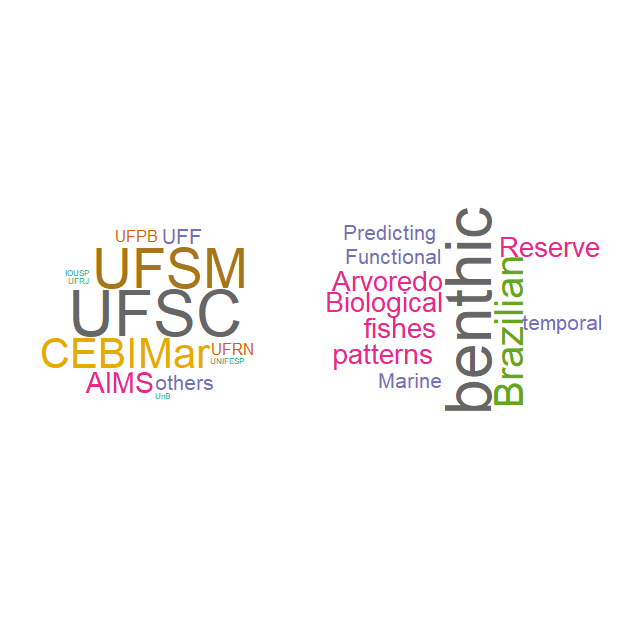 UFPB UFF
IOUSP
UFRJ
UFSM
UFSC
CEBIMar
UFRN
UNIFESP
AIMS others
UnB
Predicting
Functional
Arvoredo
Biological
fishes
patterns
Marine
benthic
Brazilian
Reserve
temporal